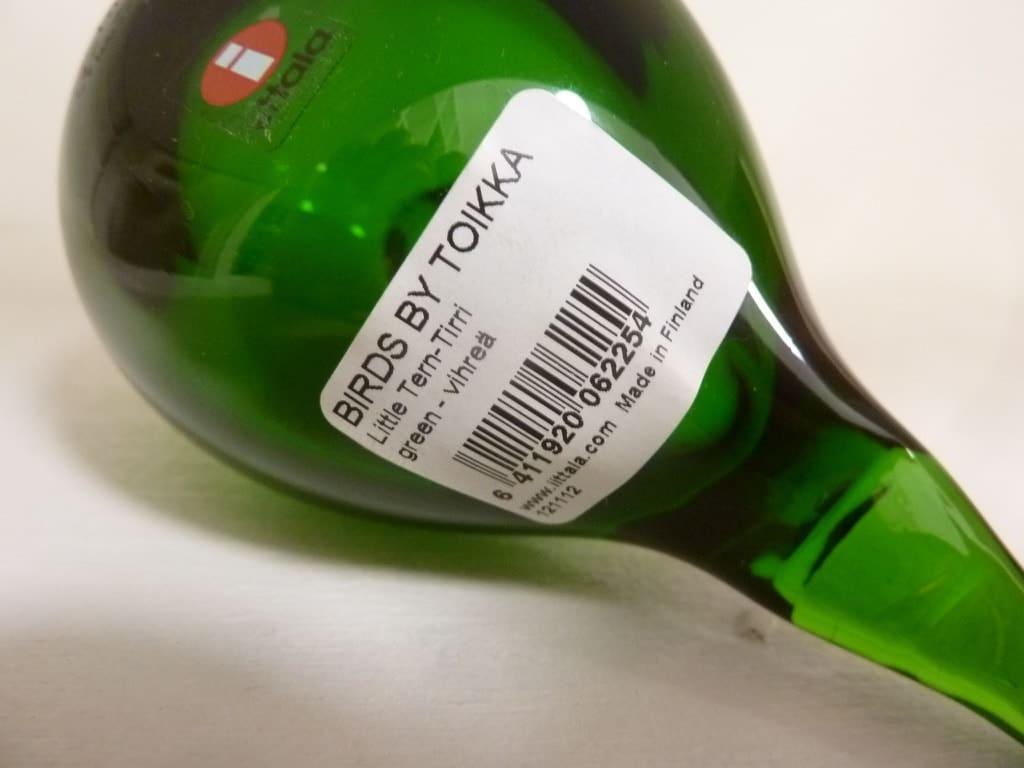 i
iittala
BIRDS BY TOIKKA
Little Tern-Tirri
green - vihreä
6 411920 062254
www.iittala.com Made in Finland
121112